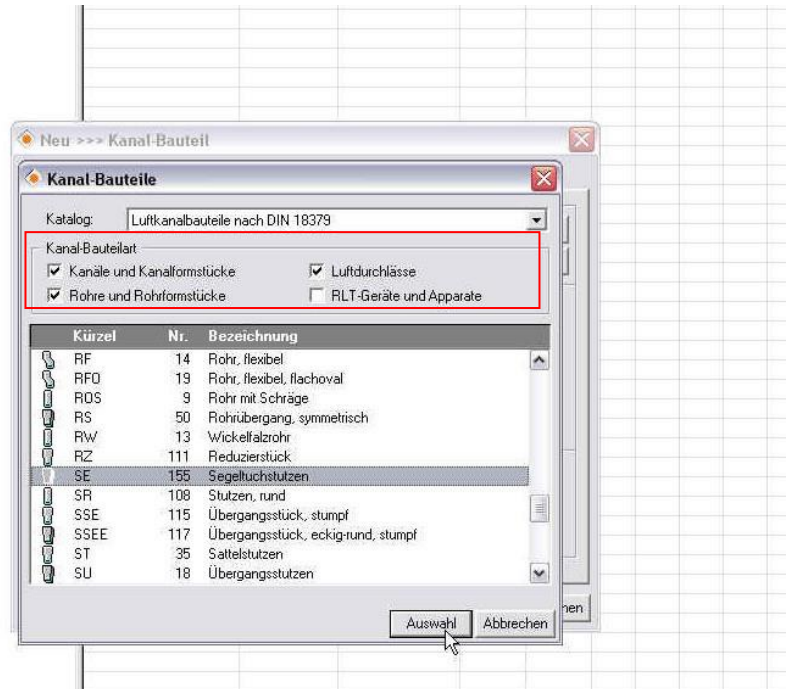 Neu >>> Kanal-Bauteil
Kanal-Bauteile
Katalog: Luftkanalbauteile nach DIN 18379
Kanal-Bauteilart
Kanäle und Kanalformstücke Luftdurchlässe
Rohre und Rohrformstücke RLT-Geräte und Apparate
Kürzel Nr. Bezeichnung
RF 14 Rohr, flexibel
RFO 19 Rohr, flexibel, flachoval
ROS 9 Rohr mit Schräge
RS 50 Rohrübergang, symmetrisch
RW 13 Wickelfalzrohr
RZ 111 Reduzierstück
SE 155 Segeltuchstutzen
SR 108 Stutzen, rund
SSE 115 Übergangsstück, stumpf
SSEE 117 Übergangsstück, eckig-rund, stumpf
ST 35 Sattelstutzen
SU 18 Übergangsstutzen
hen
Auswahl Abbrechen